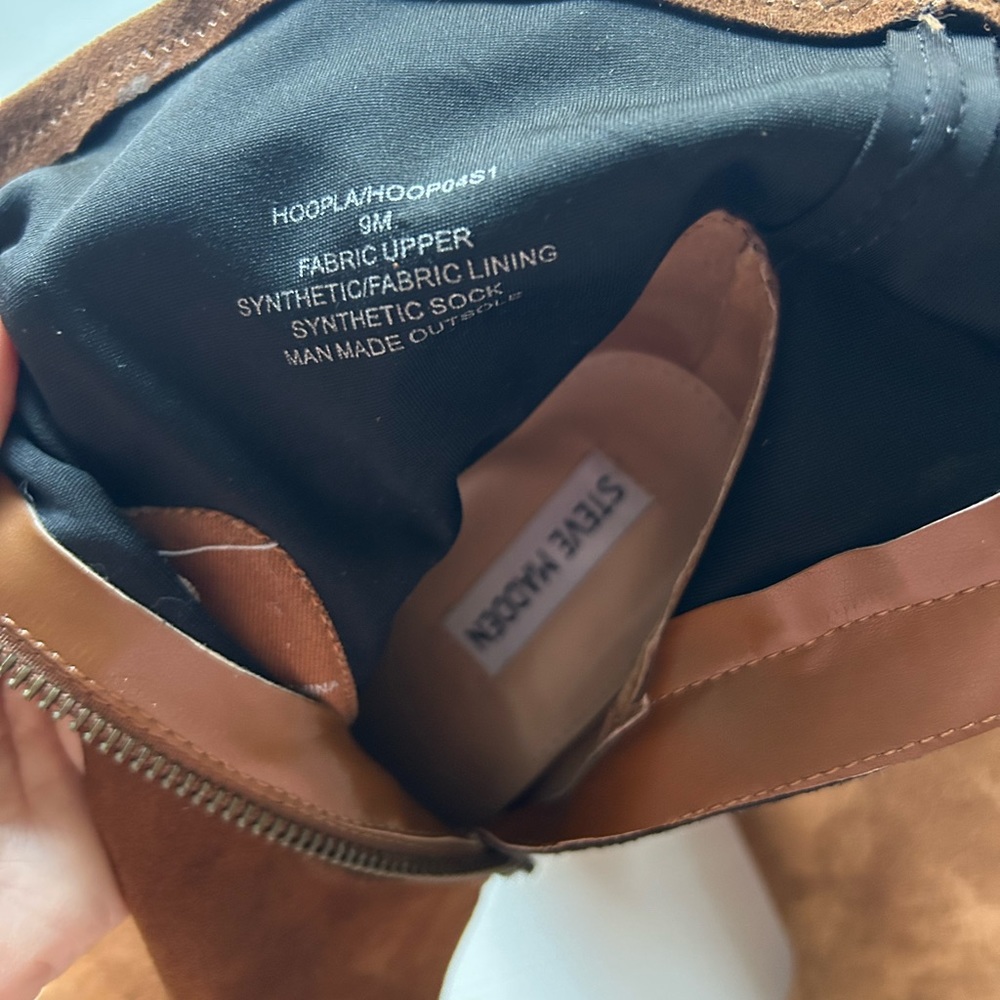 HOOPLA/HOOP04S1
9M
FABRIC UPPER
SYNTHETIC/FABRIC LINING
SYNTHETIC SOCK
MAN MADE OUTSOLE
STEVE MADDEN